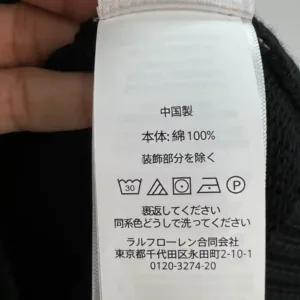 中国製
本体: 綿100%
装飾部分を除く
30 P
裏返してください
同系色どうしで洗ってください
ラルフローレン合同会社
東京都千代田区永田町2-10-1
0120-3274-20